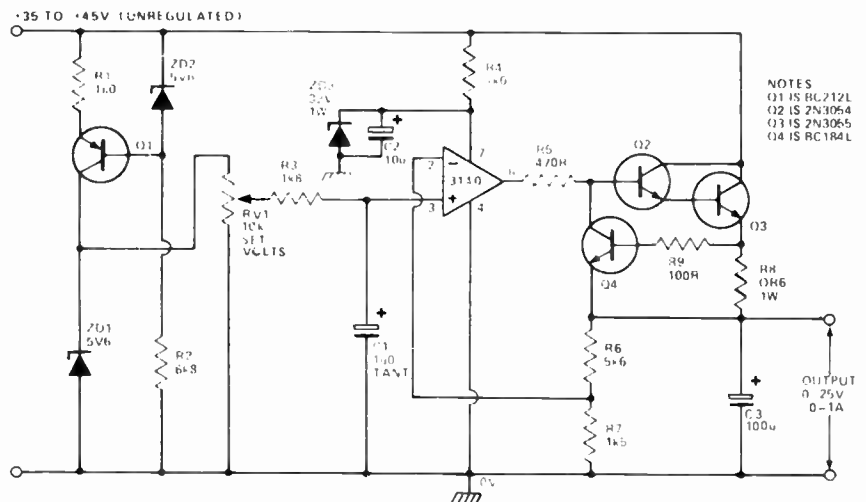 +35 TO +45V (UNREGULATED)
R1
1k0
ZD2
5V6
Q1
ZD1
5V6
R2
6k8
RV1
10k
SET
VOLTS
R3
1k8
1W
C2
10u
+
R4
2
3
7
4
6
3140
C1
1u0
TANT
+
R5
470R
Q2
Q3
Q4
R9
100R
R8
0R6
1W
R6
5k6
R7
C3
100u
+
OUTPUT
0-25V
0-1A
0V
NOTES
Q1 IS BC212L
Q2 IS 2N3054
Q3 IS 2N3055
Q4 IS BC184L